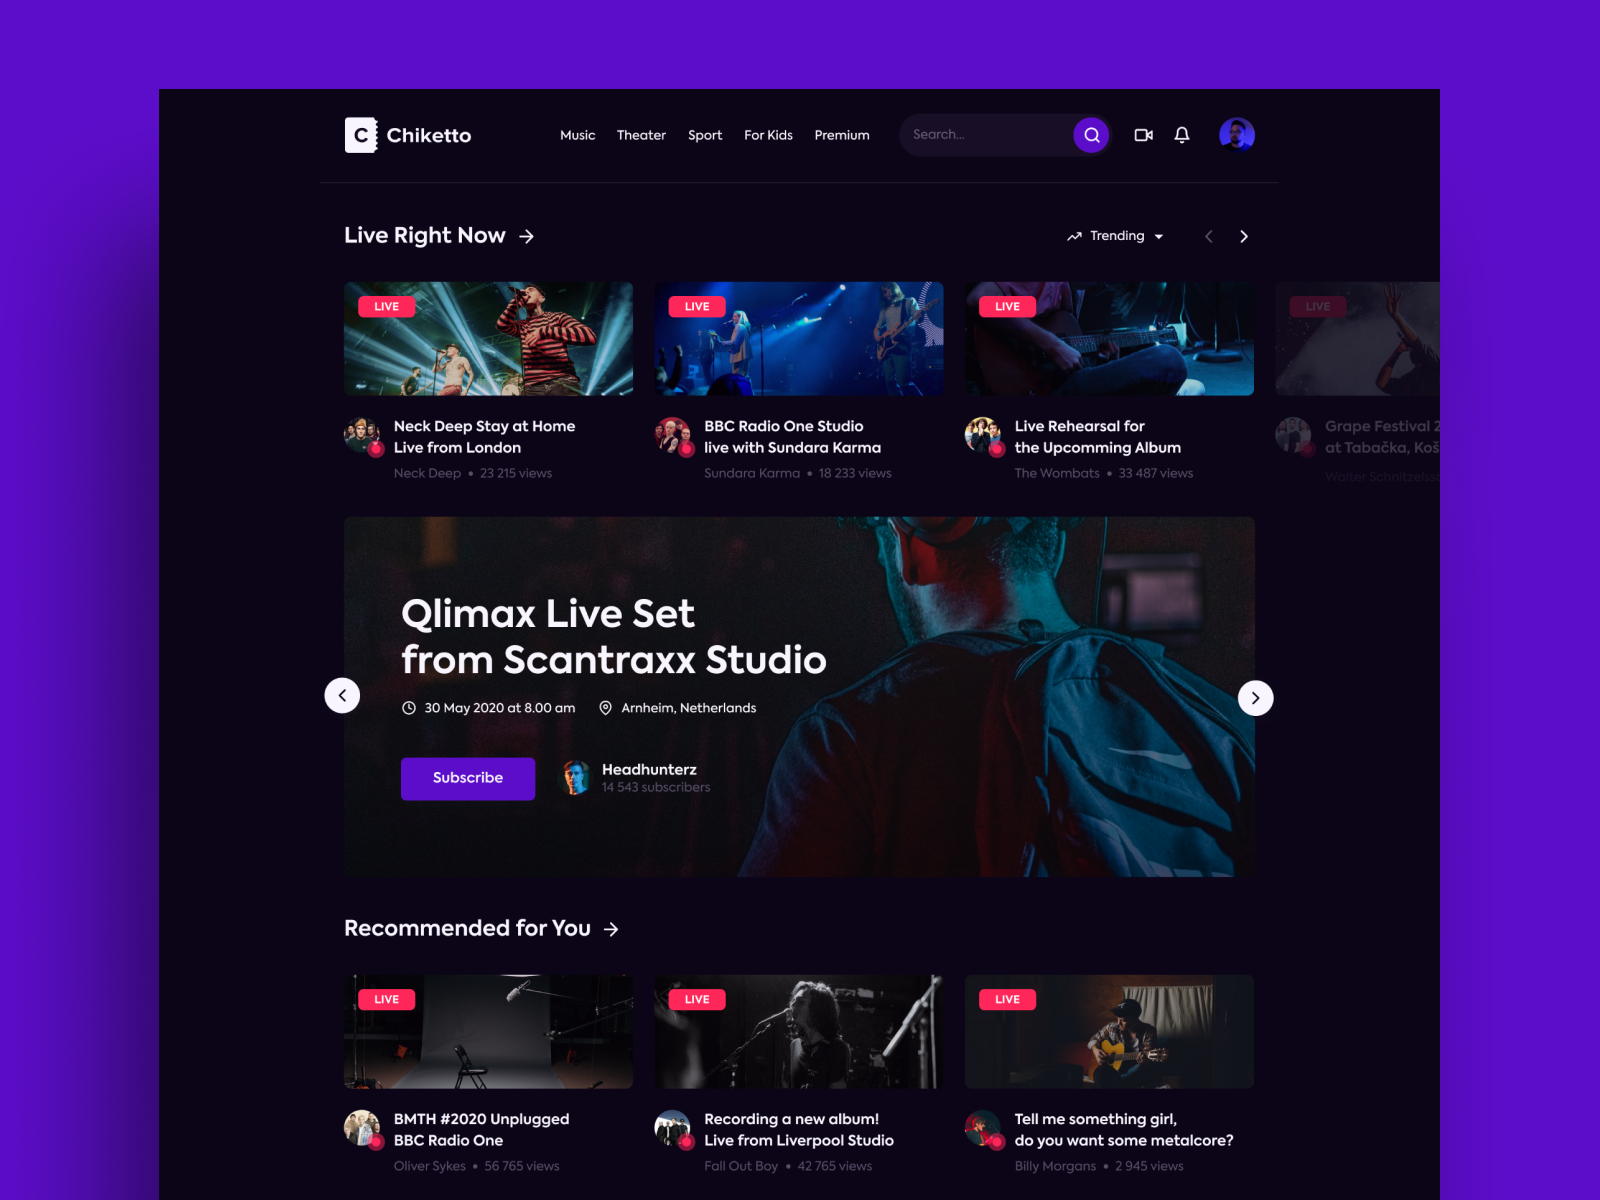 C Chiketto
Music Theater Sport For Kids Premium
Search...
Live Right Now
Trending
LIVE
LIVE
LIVE
LIVE
Neck Deep Stay at Home
Live from London
Neck Deep • 23 215 views
BBC Radio One Studio
live with Sundara Karma
Sundara Karma • 18 233 views
Live Rehearsal for
the Upcomming Album
The Wombats • 33 487 views
Grape Festival 2
at Tabačka, Koš
Walter
Qlimax Live Set
from Scantraxx Studio
30 May 2020 at 8.00 am
Arnheim, Netherlands
Subscribe
Headhunterz
14 543 subscribers
Recommended for You
LIVE
LIVE
LIVE
BMTH #2020 Unplugged
BBC Radio One
Oliver Sykes • 56 765 views
Recording a new album!
Live from Liverpool Studio
Fall Out Boy • 42 765 views
Tell me something girl,
do you want some metalcore?
Billy Morgans • 2 945 views